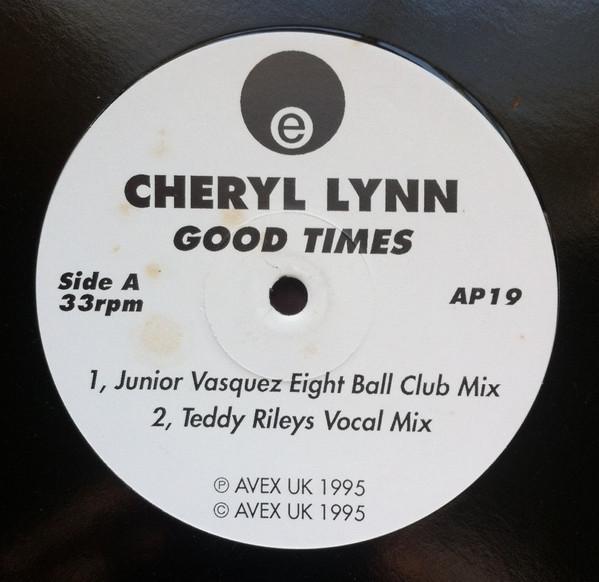 e
CHERYL LYNN
GOOD TIMES
Side A
33rpm
AP19
1, Junior Vasquez Eight Ball Club Mix
2, Teddy Rileys Vocal Mix
℗ AVEX UK 1995
© AVEX UK 1995